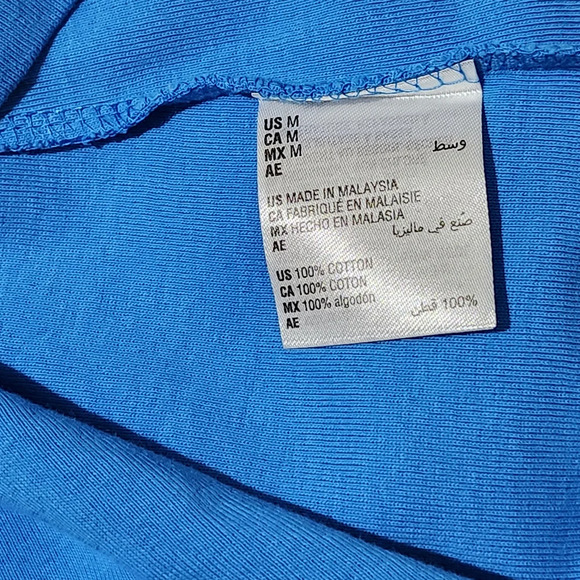 US M
CA M
MX M
AE وسط
US MADE IN MALAYSIA
CA FABRIQUÉ EN MALAISIE
MX HECHO EN MALASIA
AE صُنع في ماليزيا
US 100% COTTON
CA 100% COTON
MX 100% algodón
AE 100% قطن